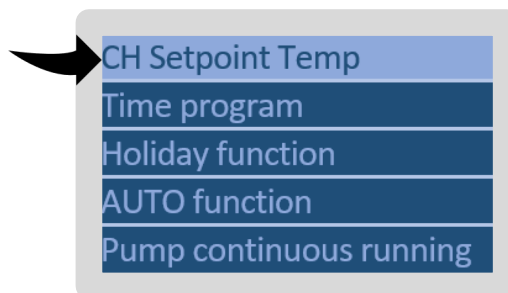 CH Setpoint Temp
Time program
Holiday function
AUTO function
Pump continuous running